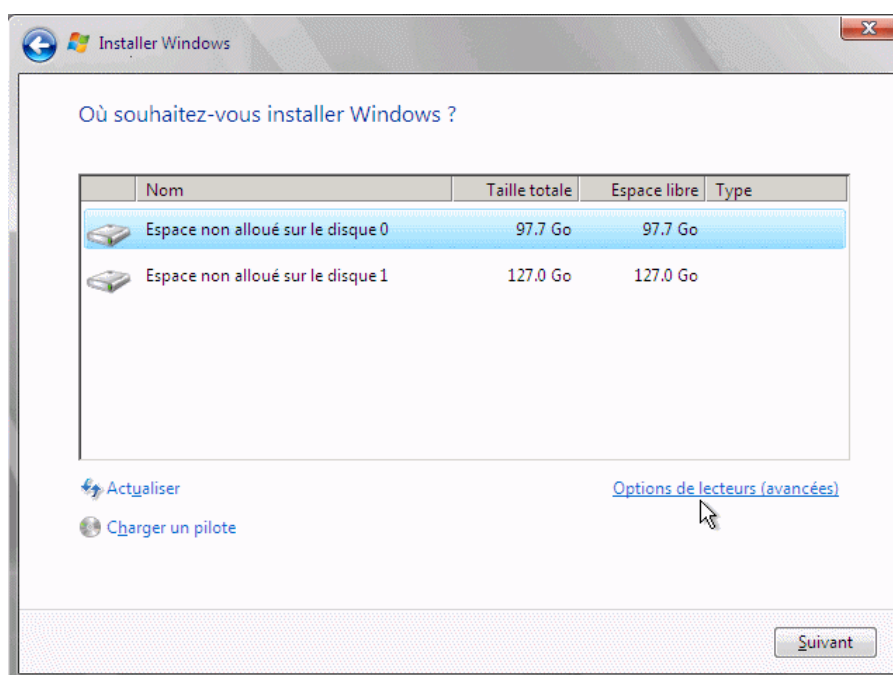 Installer Windows
Où souhaitez-vous installer Windows ?
Nom Taille totale Espace libre Type
Espace non alloué sur le disque 0 97.7 Go 97.7 Go
Espace non alloué sur le disque 1 127.0 Go 127.0 Go
Actualiser Options de lecteurs (avancées)
Charger un pilote
Suivant